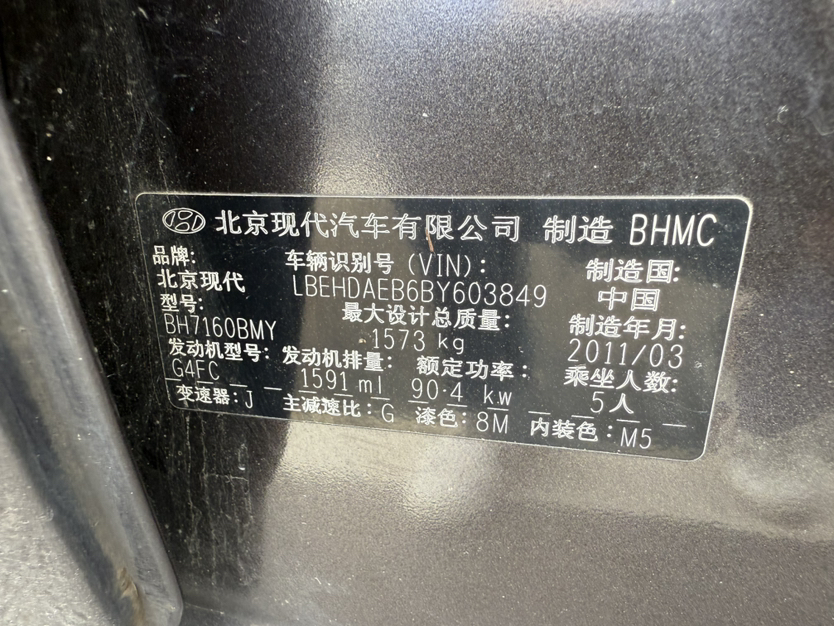 北京现代汽车有限公司 制造 BHMC
品牌: 车辆识别号 (VIN): 制造国:
北京现代 LBEHDAEB6BY603849 中国
型号: 最大设计总质量: 制造年月:
BH7160BMY 1573 kg 2011/03
发动机型号: 发动机排量: 额定功率: 乘坐人数:
G4FC 1591 ml 90.4 kw 5人
变速器: J 主减速比: G 漆色: 8M 内装色: M5